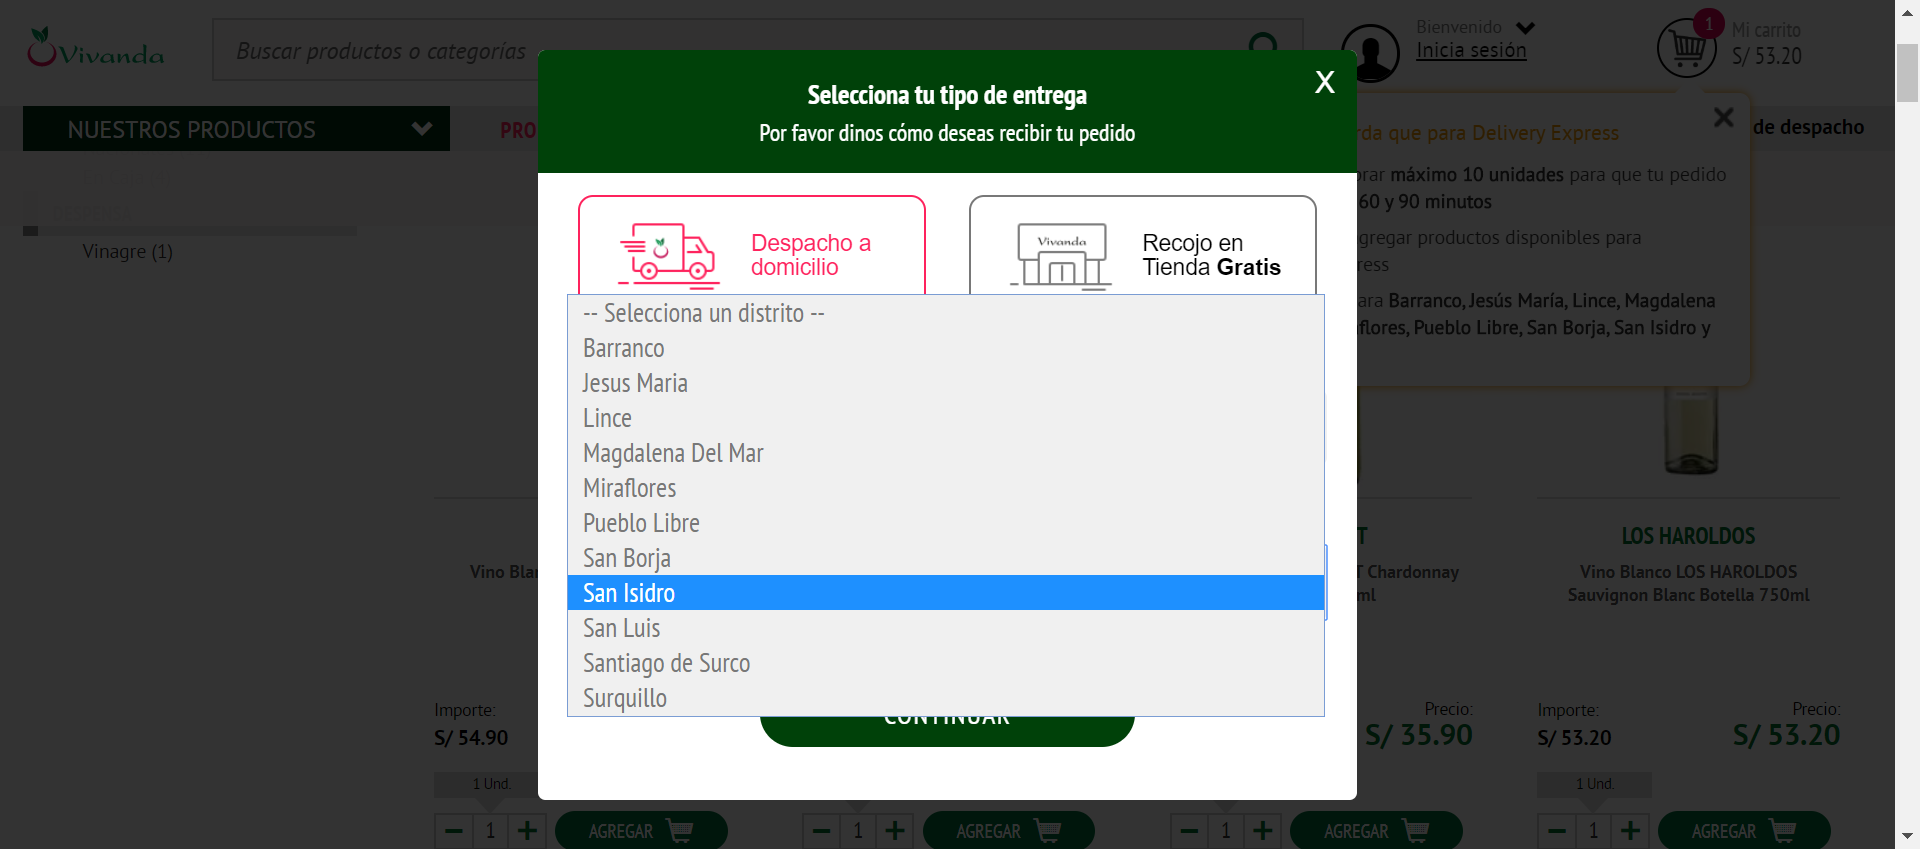 Vivanda
Buscar productos o categorías
Bienvenido
Inicia sesión
1
Mi carrito
S/ 53.20
NUESTROS PRODUCTOS
PRO
de despacho
Vinagre (1)
Selecciona tu tipo de entrega
X
Por favor dinos cómo deseas recibir tu pedido
Despacho a
domicilio
Vivanda
Recojo en
Tienda Gratis
rda que para Delivery Express
rar máximo 10 unidades para que tu pedido
60 y 90 minutos
gregar productos disponibles para
ress
ara Barranco, Jesús María, Lince, Magdalena
flores, Pueblo Libre, San Borja, San Isidro y
-- Selecciona un distrito --
Barranco
Jesus Maria
Lince
Magdalena Del Mar
Miraflores
Pueblo Libre
San Borja
San Isidro
San Luis
Santiago de Surco
Surquillo
CONTINUAR
Vino Bla
T
T Chardonnay
ml
LOS HAROLDOS
Vino Blanco LOS HAROLDOS
Sauvignon Blanc Botella 750ml
Importe:
S/ 54.90
Precio:
S/ 35.90
Importe:
S/ 53.20
Precio:
S/ 53.20
1 Und.
1 Und.
1 AGREGAR
1 AGREGAR
1 AGREGAR
1 AGREGAR